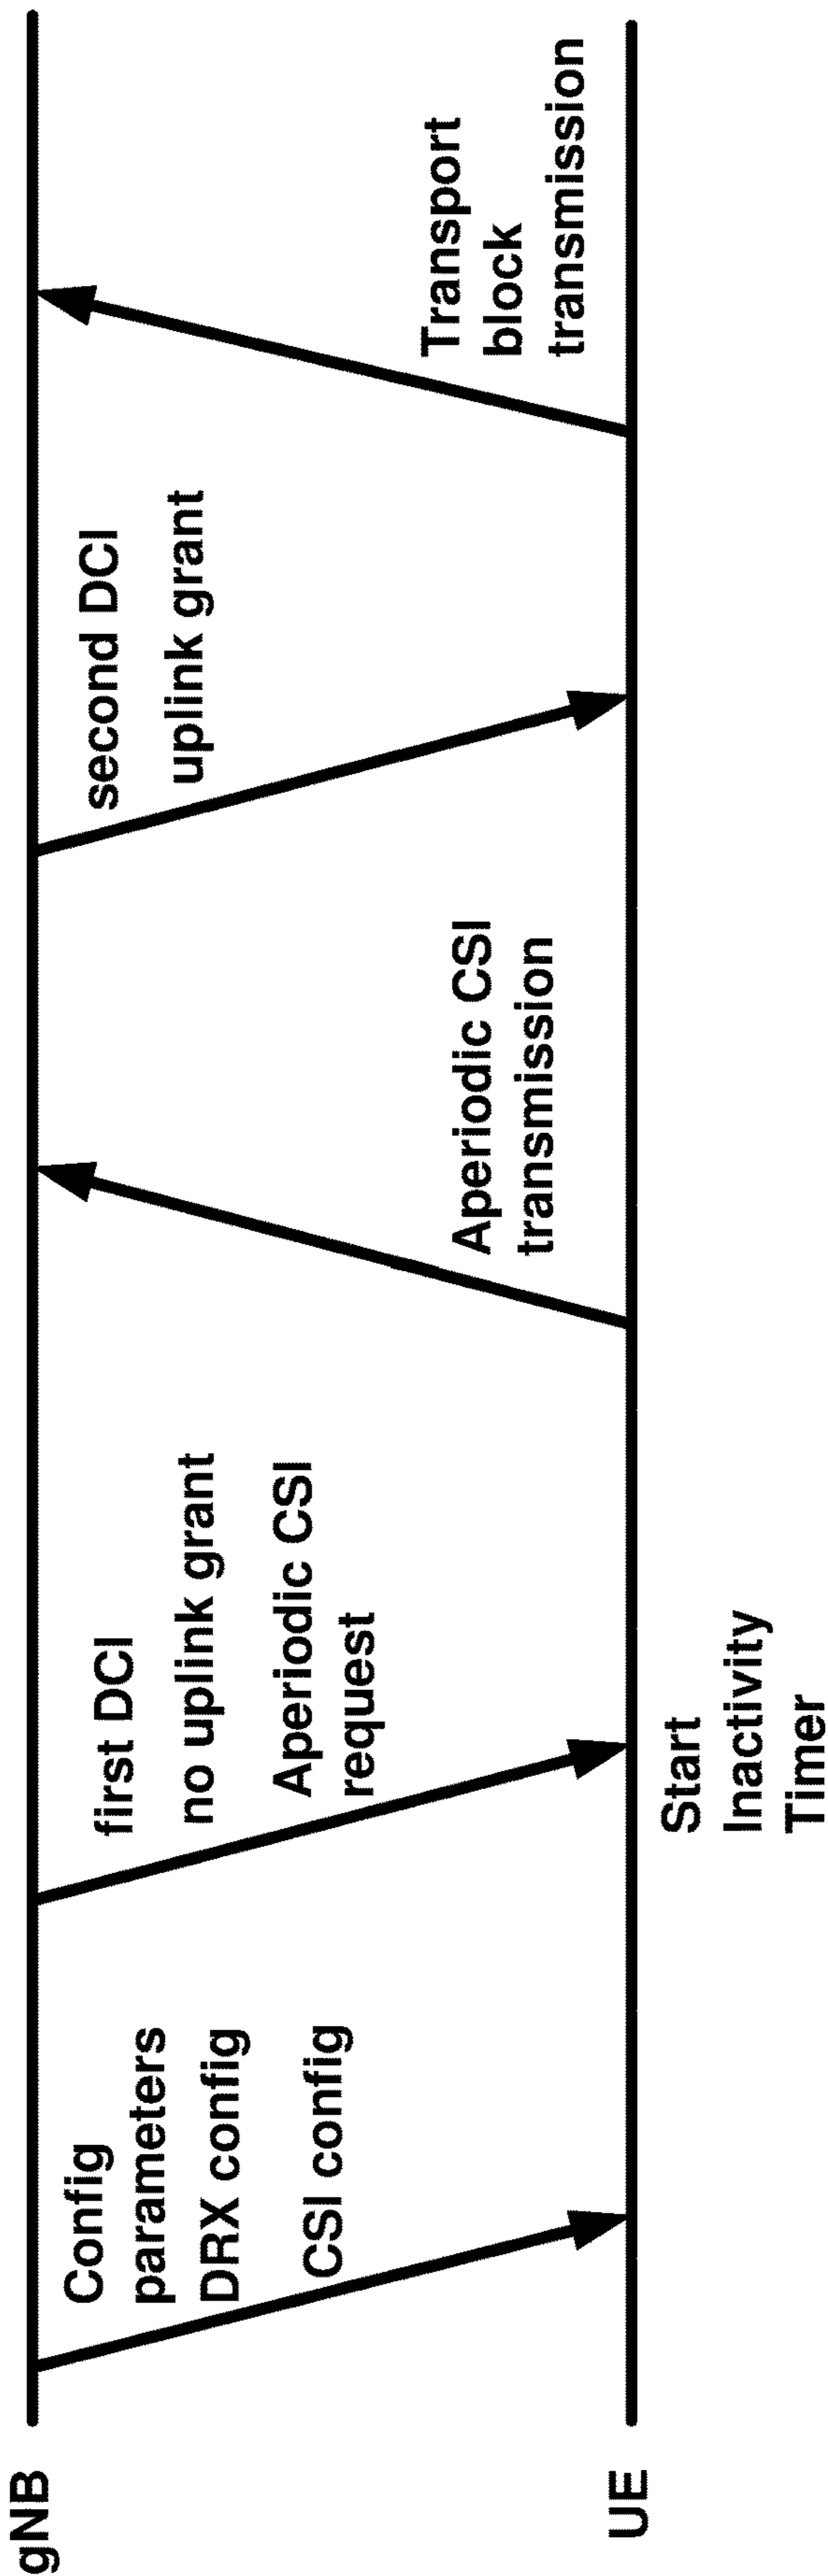 gNB
Config
parameters
DRX config
CSI config
first DCI
no uplink grant
Aperiodic CSI
request
Aperiodic CSI
transmission
second DCI
uplink grant
Transport
block
transmission
UE
Start
Inactivity
Timer